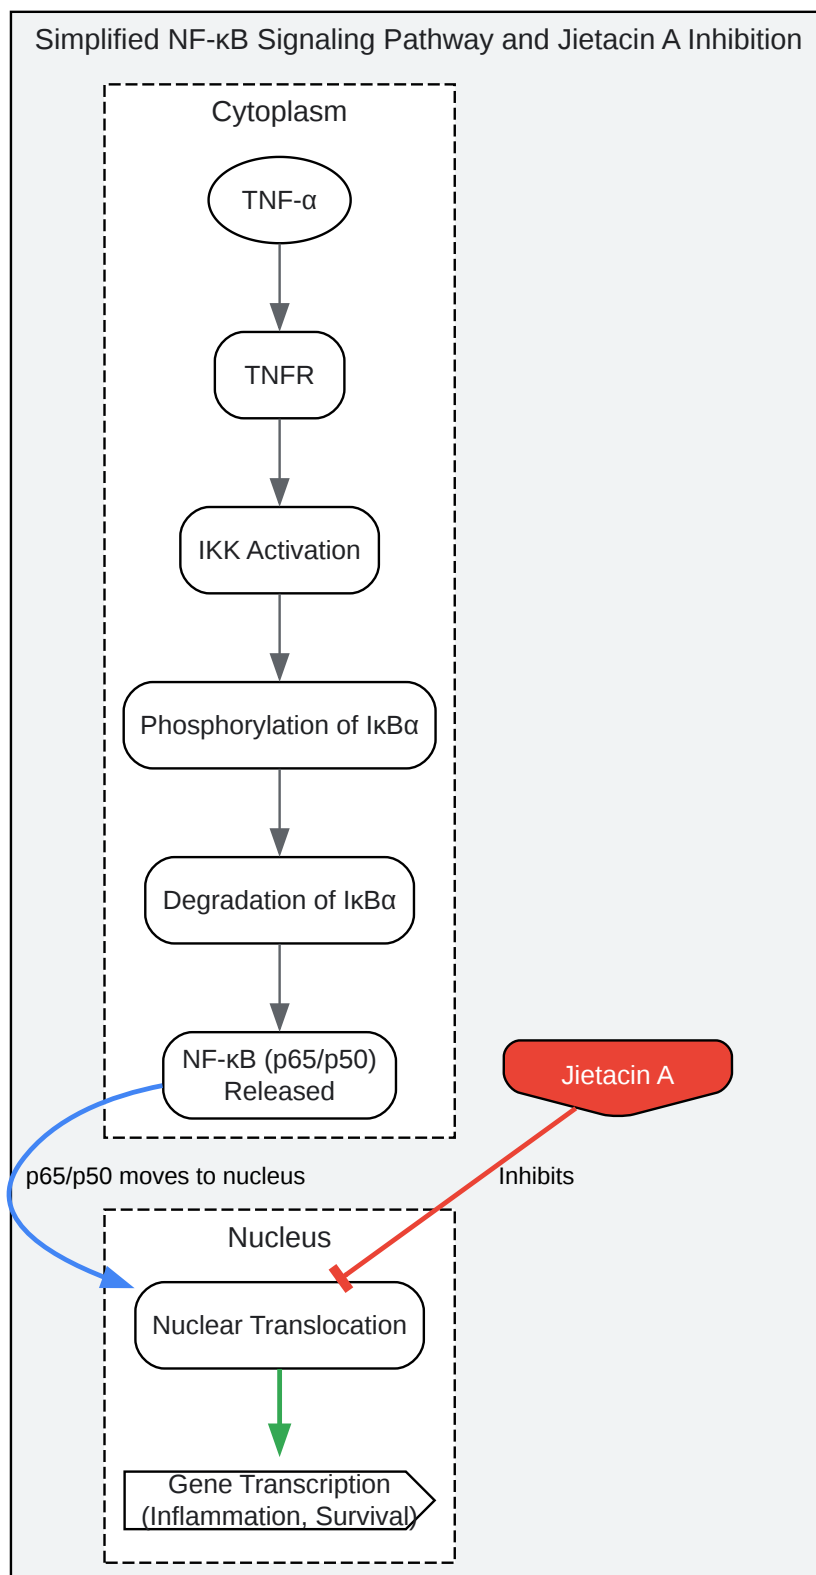 Simplified NF-κB Signaling Pathway and Jietacin A Inhibition
Cytoplasm
TNF-α
TNFR
IKK Activation
Phosphorylation of IκBα
Degradation of IκBα
NF-κB (p65/p50)
Released
Jietacin A
p65/p50 moves to nucleus
Inhibits
Nucleus
Nuclear Translocation
Gene Transcription
(Inflammation, Survival)